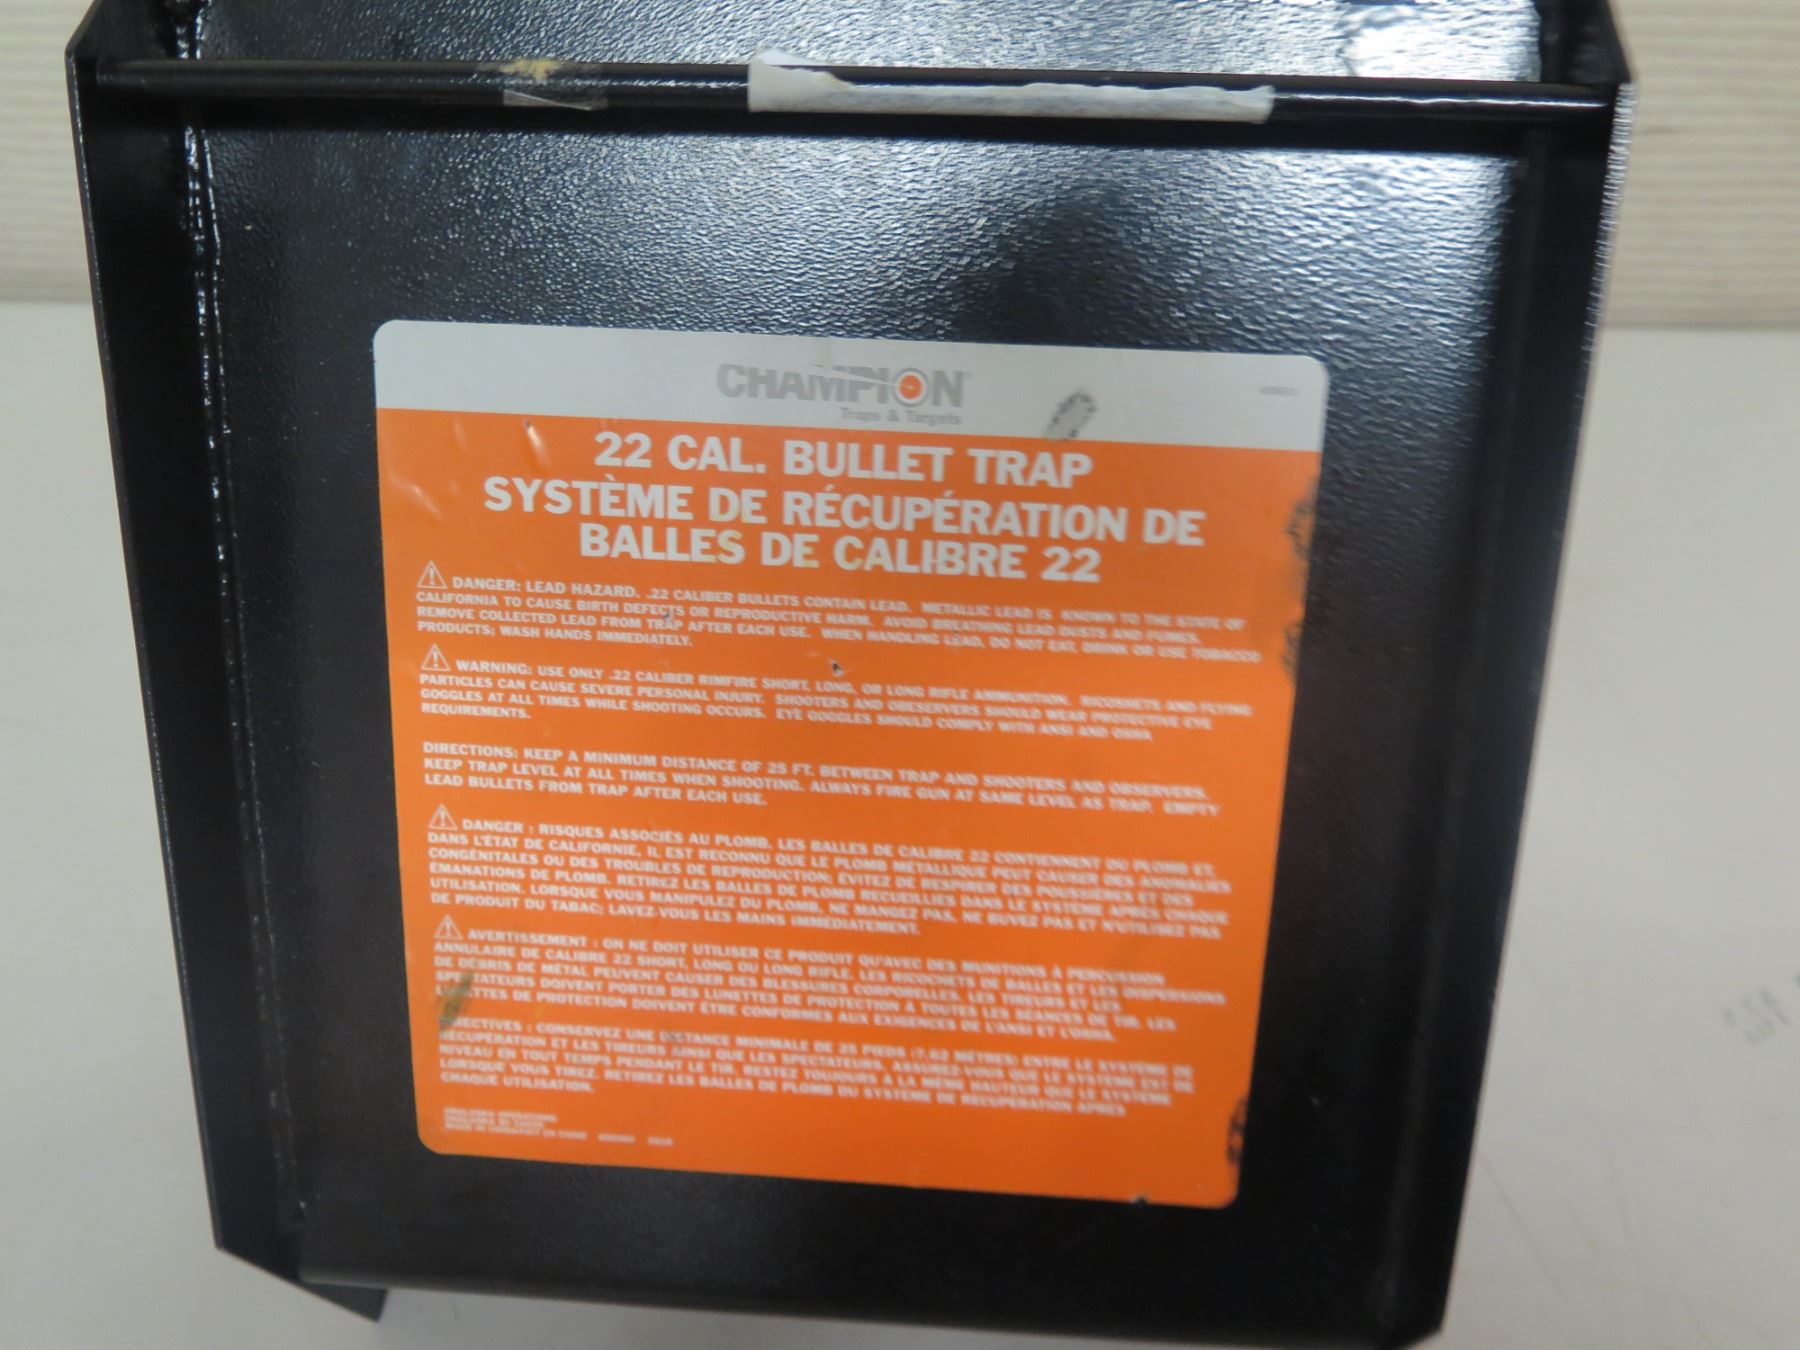 CHAMPION
Traps & Targets
22 CAL. BULLET TRAP
SYSTÈME DE RÉCUPÉRATION DE
BALLES DE CALIBRE 22
DANGER: LEAD HAZARD. .22 CALIBER BULLETS CONTAIN LEAD. METALLIC LEAD IS KNOWN TO THE STATE OF
CALIFORNIA TO CAUSE BIRTH DEFECTS OR REPRODUCTIVE HARM. AVOID BREATHING LEAD DUSTS AND FUMES.
REMOVE COLLECTED LEAD FROM TRAP AFTER EACH USE. WHEN HANDLING LEAD, DO NOT EAT, DRINK OR USE TOBACCO
PRODUCTS; WASH HANDS IMMEDIATELY.
WARNING: USE ONLY .22 CALIBER RIMFIRE SHORT, LONG, OR LONG RIFLE AMMUNITION. RICOSHETS AND FLYING
PARTICLES CAN CAUSE SEVERE PERSONAL INJURY. SHOOTERS AND OBESERVERS SHOULD WEAR PROTECTIVE EYE
GOGGLES AT ALL TIMES WHILE SHOOTING OCCURS. EYE GOGGLES SHOULD COMPLY WITH ANSI AND OSHA
REQUIREMENTS.
DIRECTIONS: KEEP A MINIMUM DISTANCE OF 25 FT. BETWEEN TRAP AND SHOOTERS AND OBSERVERS.
KEEP TRAP LEVEL AT ALL TIMES WHEN SHOOTING. ALWAYS FIRE GUN AT SAME LEVEL AS TRAP. EMPTY
LEAD BULLETS FROM TRAP AFTER EACH USE.
DANGER : RISQUES ASSOCIÉS AU PLOMB. LES BALLES DE CALIBRE 22 CONTIENNENT DU PLOMB ET,
DANS L'ÉTAT DE CALIFORNIE, IL EST RECONNU QUE LE PLOMB METALLIQUE PEUT CAUSER DES ANOMALIES
CONGÉNITALES OU DES TROUBLES DE REPRODUCTION; ÉVITEZ DE RESPIRER DES POUSSIÈRES ET DES
EMANATIONS DE PLOMB. RETIREZ LES BALLES DE PLOMB RECUEILLIES DANS LE SYSTÈME APRÈS CHAQUE
UTILISATION. LORSQUE VOUS MANIPULEZ DU PLOMB, NE MANGEZ PAS, NE BUVEZ PAS ET N'UTILISEZ PAS
DE PRODUIT DU TABAC; LAVEZ-VOUS LES MAINS IMMÉDIATEMENT.
AVERTISSEMENT : ON NE DOIT UTILISER CE PRODUIT QU'AVEC DES MUNITIONS À PERCUSSION
ANNULAIRE DE CALIBRE 22 SHORT, LONG OU LONG RIFLE. LES RICOCHETS DE BALLES ET LES DISPERSIONS
DE DÉBRIS DE MÉTAL PEUVENT CAUSER DES BLESSURES CORPORELLES. LES TIREURS ET LES
SPECTATEURS DOIVENT PORTER DES LUNETTES DE PROTECTION À TOUTES LES SÉANCES DE TIR. LES
LUNETTES DE PROTECTION DOIVENT ÊTRE CONFORMES AUX EXIGENCES DE L'ANSI ET L'OSHA.
DIRECTIVES : CONSERVEZ UNE DISTANCE MINIMALE DE 25 PIEDS (7,62 MÈTRES) ENTRE LE SYSTÈME DE
RÉCUPÉRATION ET LES TIREURS AINSI QUE LES SPECTATEURS, ASSUREZ-VOUS QUE LE SYSTÈME EST DE
NIVEAU EN TOUT TEMPS PENDANT LE TIR. RESTEZ TOUJOURS À LA MÊME HAUTEUR QUE LE SYSTÈME
LORSQUE VOUS TIREZ. RETIREZ LES BALLES DE PLOMB DU SYSTÈME DE RECUPERATION APRÈS
CHAQUE UTILISATION.